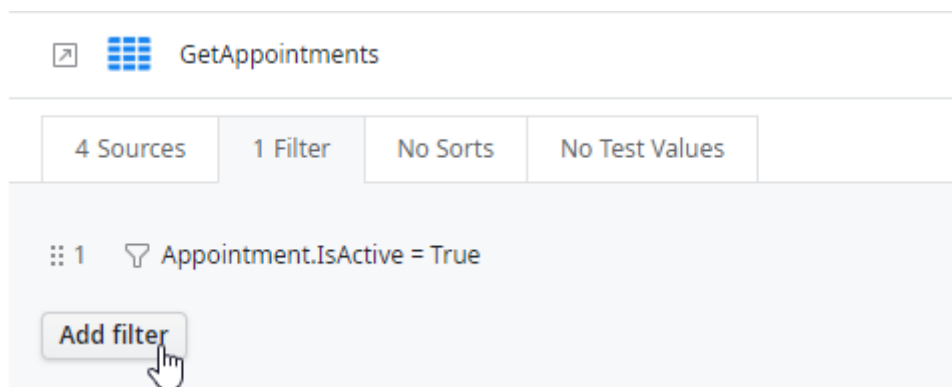 GetAppointments
4 Sources 1 Filter No Sorts No Test Values
1 Appointment.IsActive = True
Add filter